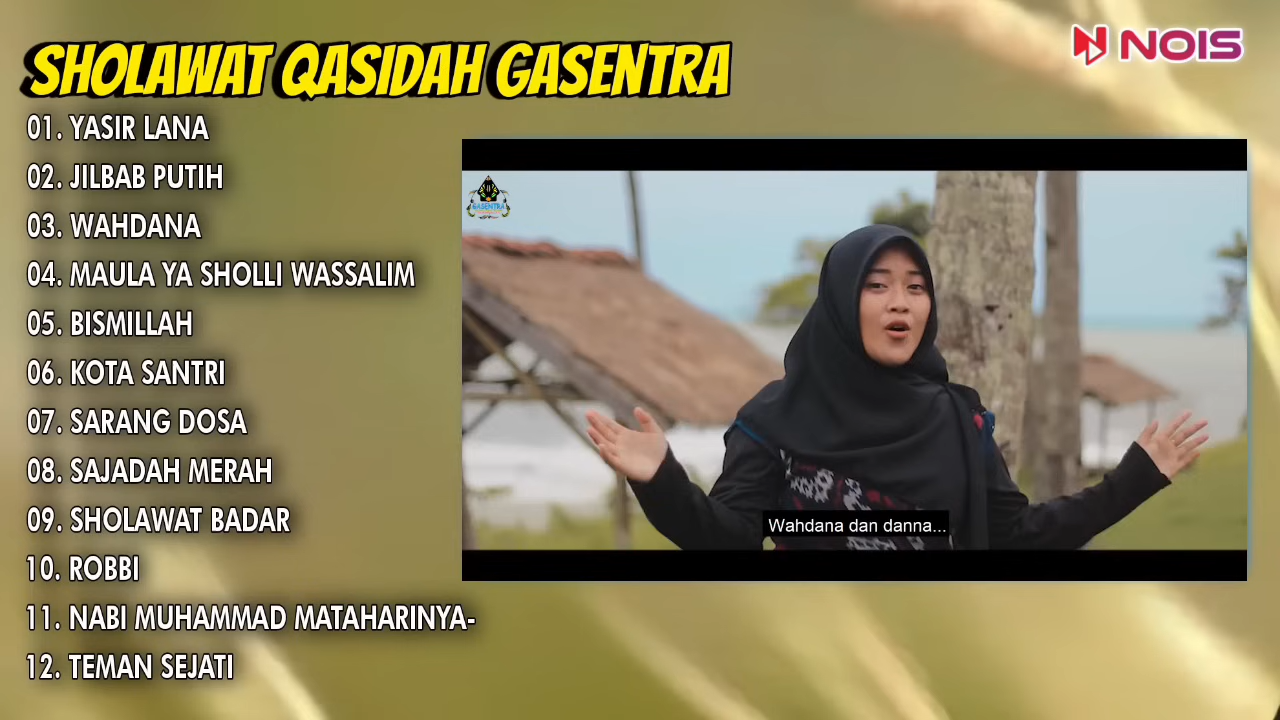 SHOLAWAT QASIDAH GASENTRA
NOIS
01. YASIR LANA
02. JILBAB PUTIH
03. WAHDANA
04. MAULA YA SHOLLI WASSALIM
05. BISMILLAH
06. KOTA SANTRI
07. SARANG DOSA
08. SAJADAH MERAH
09. SHOLAWAT BADAR
10. ROBBI
11. NABI MUHAMMAD MATAHARINYA-
12. TEMAN SEJATI
GASENTRA
Wahdana dan danna...